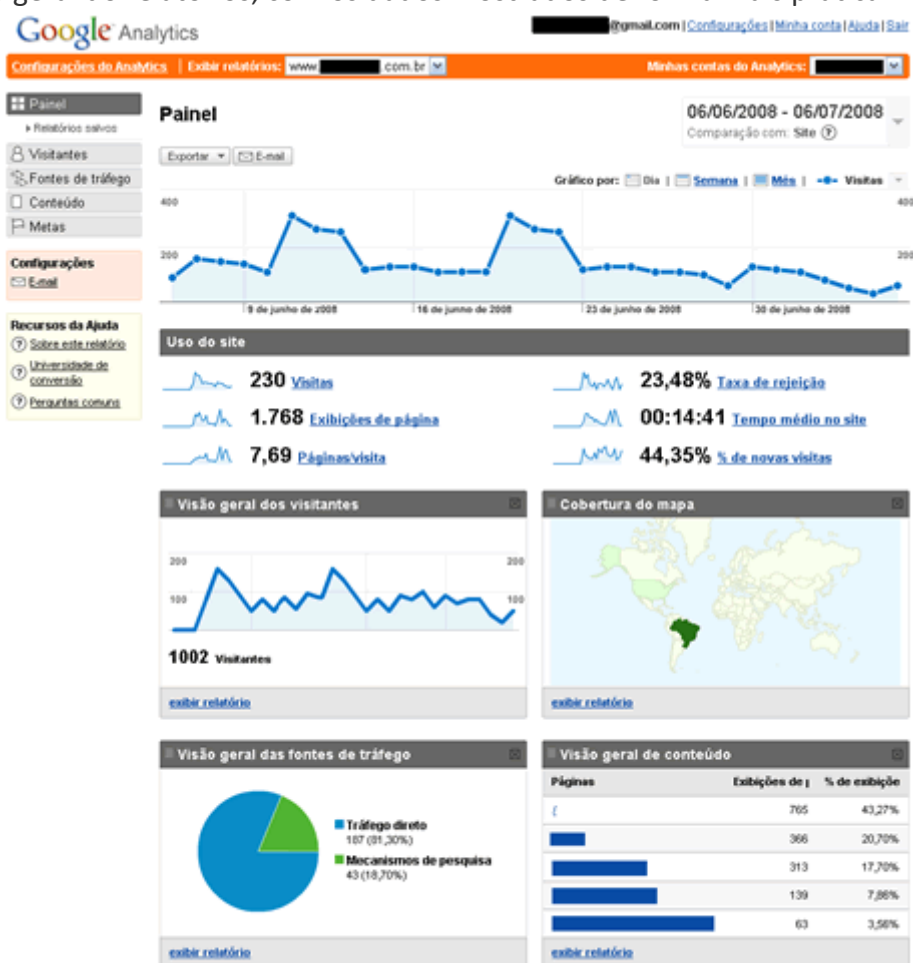 Google Analytics
@gmail.com | Configurações | Minha conta | Ajuda | Sair
Configurações do Analytics | Exibir relatórios: www. .com.br
Minhas contas do Analytics:
Painel
Relatórios salvos
Visitantes
Fontes de tráfego
Conteúdo
Metas
Configurações
E-mail
Recursos da Ajuda
Sobre este relatório
Universidade de
conversão
Perguntas comuns
Painel
06/06/2008 - 06/07/2008
Comparação com: Site
Exportar E-mail
Gráfico por: Dia | Semana | Mês | Visitas
400 400
200 200
9 de junho de 2008 16 de junho de 2008 23 de junho de 2008 30 de junho de 2008
Uso do site
230 Visitas
1.768 Exibições de página
7,69 Páginas/visita
23,48% Taxa de rejeição
00:14:41 Tempo médio no site
44,35% % de novas visitas
Visão geral dos visitantes
200 200
100 100
1002 Visitantes
exibir relatório
Cobertura do mapa
exibir relatório
Visão geral das fontes de tráfego
Tráfego direto
187 (81,30%)
Mecanismos de pesquisa
43 (18,70%)
exibir relatório
Visão geral de conteúdo
Páginas Exibições de % de exibiçõe
765 43,27%
366 20,70%
313 17,70%
139 7,86%
63 3,56%
exibir relatório